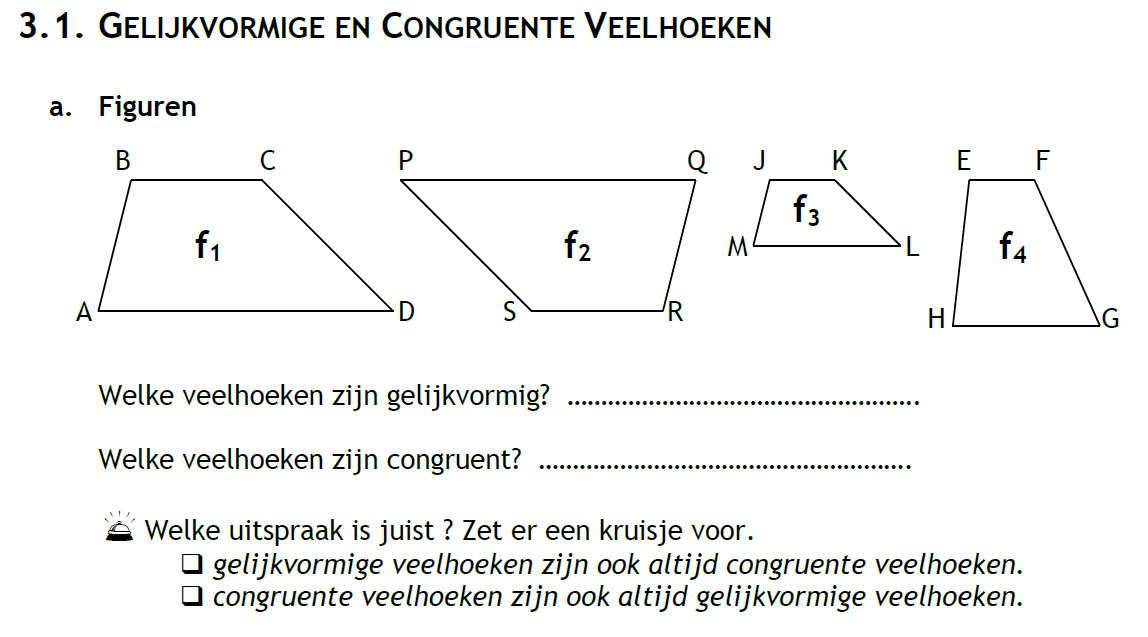 3.1. GELIJKVORMIGE EN CONGRUENTE VEELHOEKEN
a. Figuren
B C P Q J K E F
f1 f2 f3 f4
M L
A D S R H G
Welke veelhoeken zijn gelijkvormig? ....................................................
Welke veelhoeken zijn congruent? .......................................................
Welke uitspraak is juist ? Zet er een kruisje voor.
❑ gelijkvormige veelhoeken zijn ook altijd congruente veelhoeken.
❑ congruente veelhoeken zijn ook altijd gelijkvormige veelhoeken.